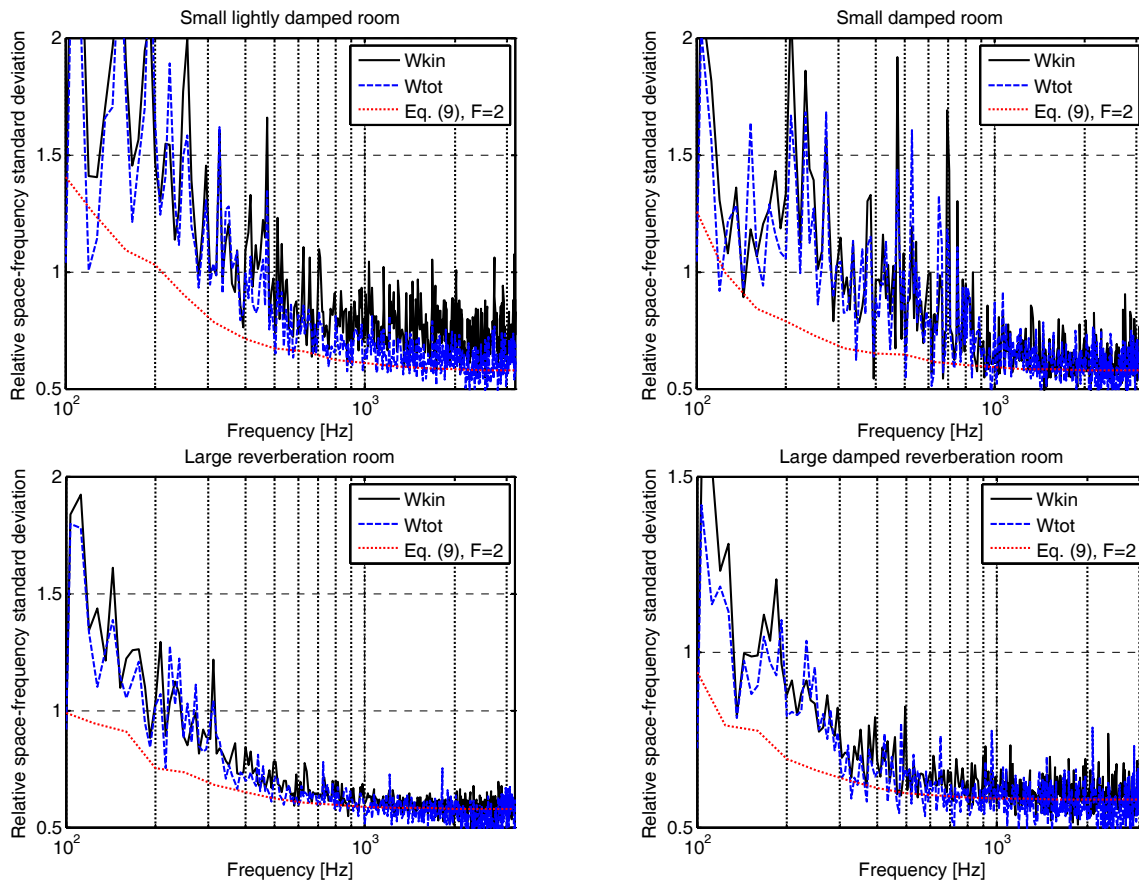 Small lightly damped room
Relative space-frequency standard deviation
2
1.5
1
0.5
Wkin
Wtot
Eq. (9), F=2
10^2
10^3
Frequency [Hz]
Small damped room
Relative space-frequency standard deviation
2
1.5
1
0.5
Wkin
Wtot
Eq. (9), F=2
10^2
10^3
Frequency [Hz]
Large reverberation room
Relative space-frequency standard deviation
2
1.5
1
0.5
Wkin
Wtot
Eq. (9), F=2
10^2
10^3
Frequency [Hz]
Large damped reverberation room
Relative space-frequency standard deviation
1.5
1
0.5
Wkin
Wtot
Eq. (9), F=2
10^2
10^3
Frequency [Hz]